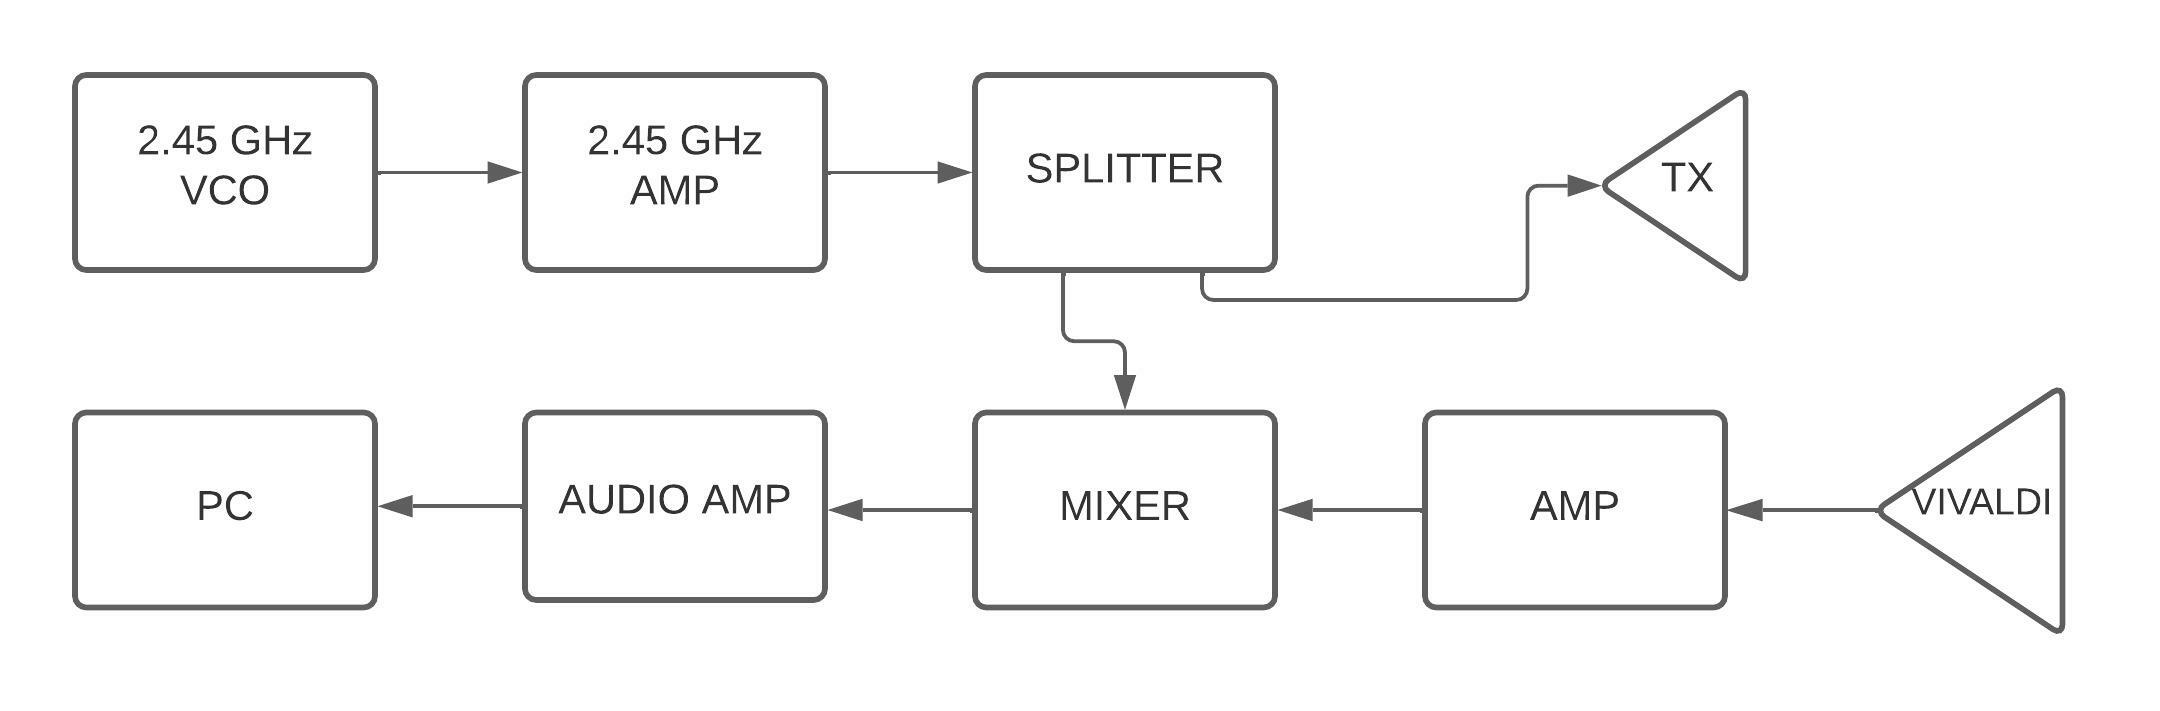 2.45 GHz
VCO
2.45 GHz
AMP
SPLITTER
TX
PC
AUDIO AMP
MIXER
AMP
VIVALDI